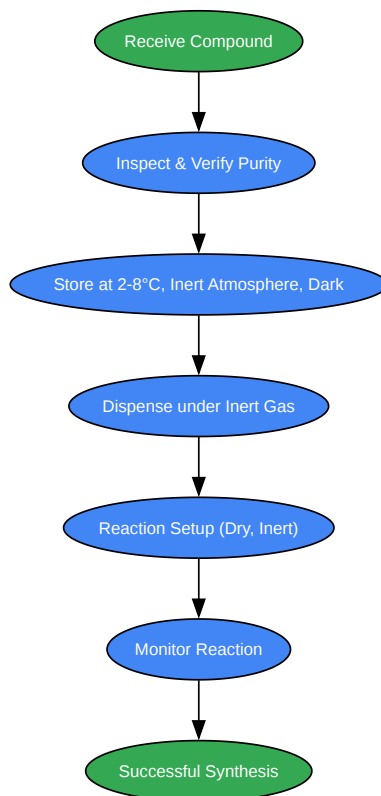 Receive Compound
Inspect & Verify Purity
Store at 2-8°C, Inert Atmosphere, Dark
Dispense under Inert Gas
Reaction Setup (Dry, Inert)
Monitor Reaction
Successful Synthesis